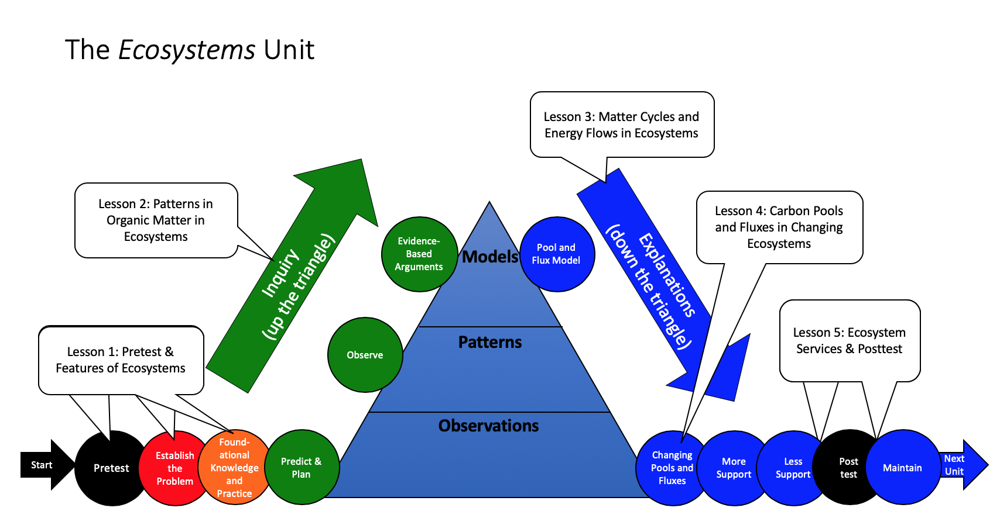 The Ecosystems Unit
Lesson 3: Matter Cycles and
Energy Flows in Ecosystems
Lesson 2: Patterns in
Organic Matter in
Ecosystems
Lesson 4: Carbon Pools
and Fluxes in Changing
Ecosystems
Inquiry
(up the triangle)
Evidence-
Based
Arguments
Models
Pool and
Flux Model
Explanations
(down the triangle)
Lesson 1: Pretest &
Features of Ecosystems
Observe
Patterns
Lesson 5: Ecosystem
Services & Posttest
Observations
Start
Pretest
Establish
the
Problem
Found-
ational
Knowledge
and
Practice
Predict &
Plan
Changing
Pools and
Fluxes
More
Support
Less
Support
Post
test
Maintain
Next
Unit